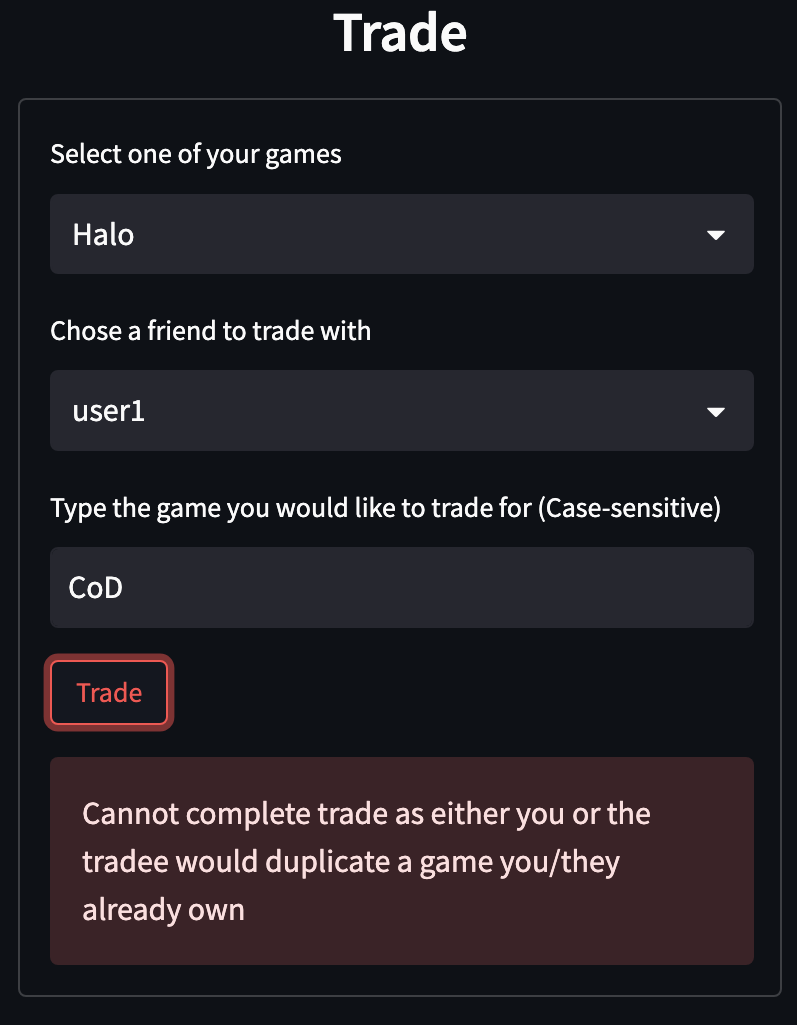 Trade
Select one of your games
Halo
Chose a friend to trade with
user1
Type the game you would like to trade for (Case-sensitive)
CoD
Trade
Cannot complete trade as either you or the
tradee would duplicate a game you/they
already own